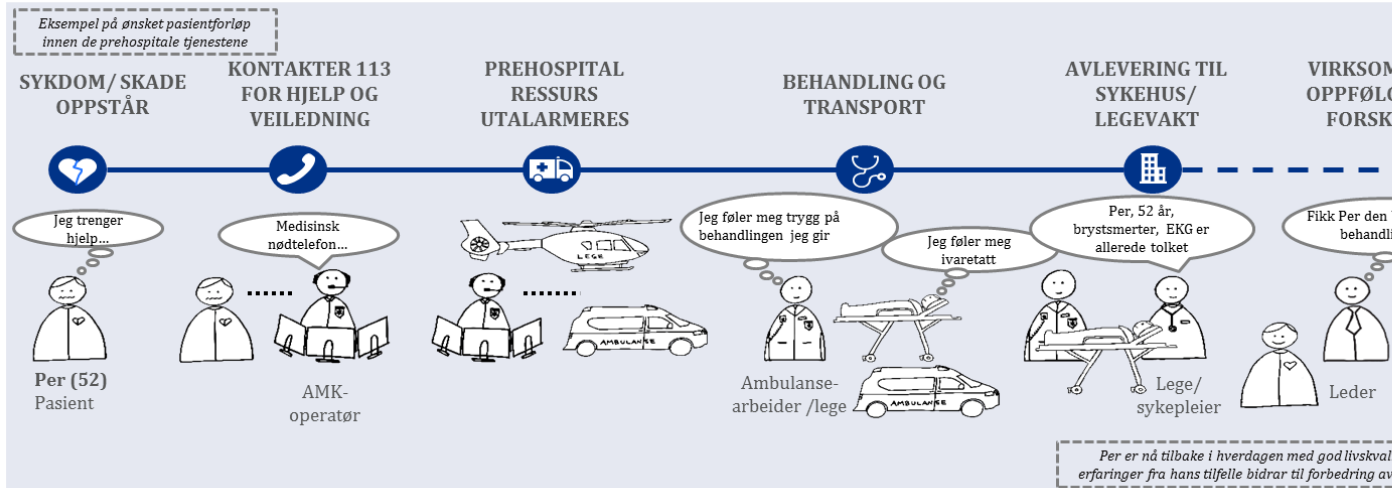 Eksempel på ønsket pasientforløp
innen de prehospitale tjenestene
SYKDOM/ SKADE
OPPSTÅR
KONTAKTER 113
FOR HJELP OG
VEILEDNING
PREHOSPITAL
RESSURS
UTALARMERES
BEHANDLING OG
TRANSPORT
AVLEVERING TIL
SYKEHUS/
LEGEVAKT
VIRKSOM
OPPFØLG
FORSK
Jeg trenger
hjelp...
Medisinsk
nødtelefon...
LEGE
AMBULANSE
Jeg føler meg trygg på
behandlingen jeg gir
Jeg føler meg
ivaretatt
AMBULANSE
Per, 52 år,
brystsmerter, EKG er
allerede tolket
Fikk Per den
behandli
Per (52)
Pasient
AMK-
operatør
Ambulanse-
arbeider /lege
Lege/
sykepleier
Leder
Per er nå tilbake i hverdagen med god livskval
erfaringer fra hans tilfelle bidrar til forbedring av